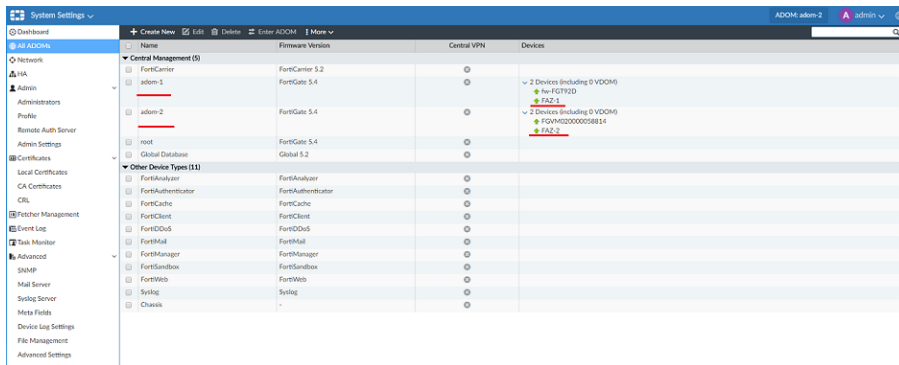 System Settings
ADOM: adom-2
A admin
Dashboard
All ADOMs
Network
HA
Admin
Administrators
Profile
Remote Auth Server
Admin Settings
Certificates
Local Certificates
CA Certificates
CRL
Fetcher Management
Event Log
Task Monitor
Advanced
SNMP
Mail Server
Syslog Server
Meta Fields
Device Log Settings
File Management
Advanced Settings
+ Create New Edit Delete Enter ADOM More
Name Firmware Version Central VPN Devices
Central Management (5)
FortiCarrier FortiCarrier 5.2
adom-1 FortiGate 5.4 2 Devices (including 0 VDOM)
fw-FGT92D
FAZ-1
adom-2 FortiGate 5.4 2 Devices (including 0 VDOM)
FGVM020000058814
FAZ-2
root FortiGate 5.4
Global Database Global 5.2
Other Device Types (11)
FortiAnalyzer FortiAnalyzer
FortiAuthenticator FortiAuthenticator
FortiCache FortiCache
FortiClient FortiClient
FortiDDoS FortiDDoS
FortiMail FortiMail
FortiManager FortiManager
FortiSandbox FortiSandbox
FortiWeb FortiWeb
Syslog Syslog
Chassis -